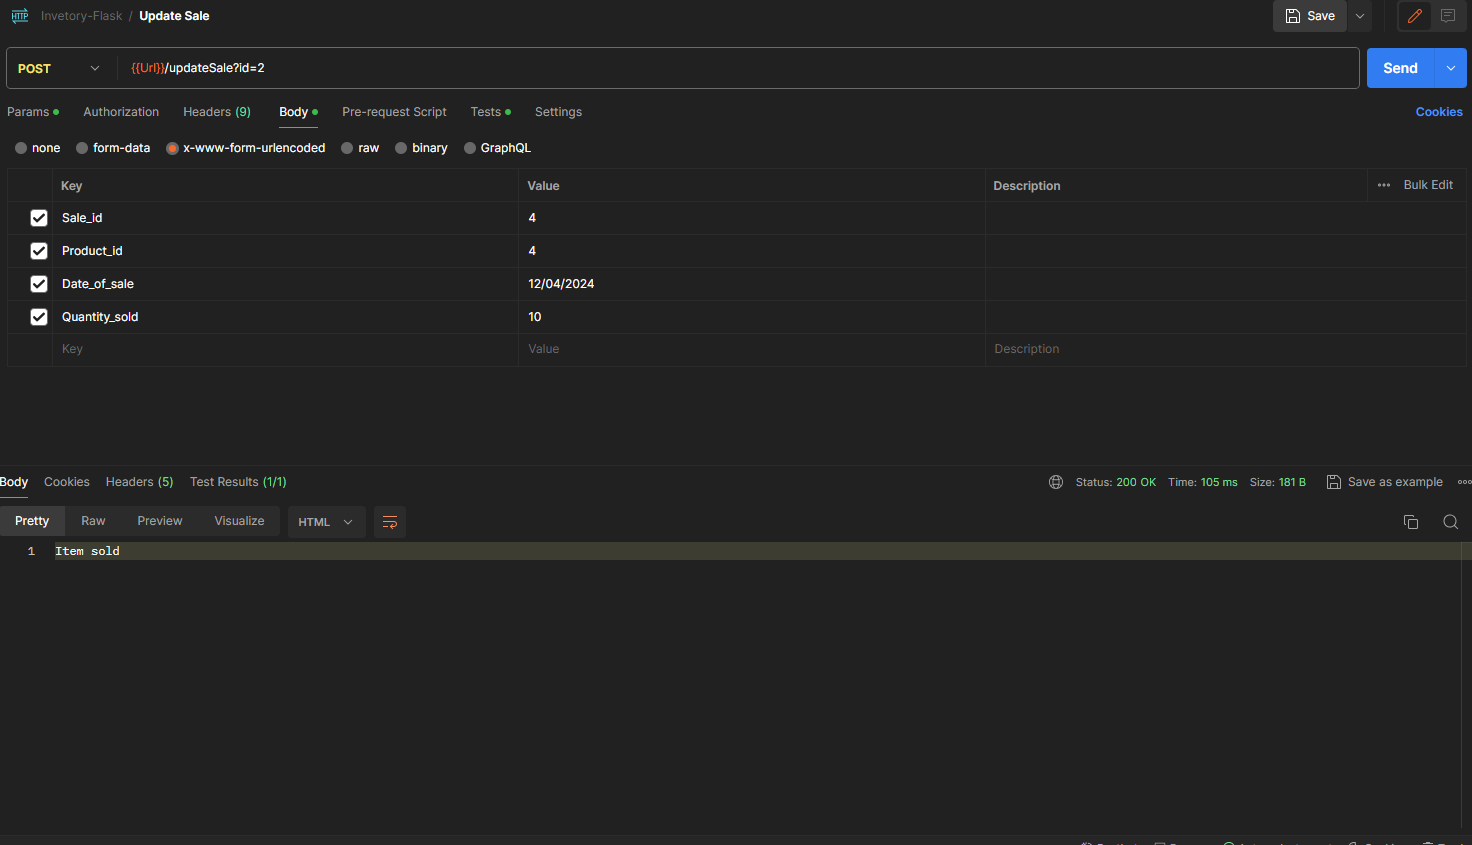 HTTP Invetory-Flask / Update Sale Save
POST {{Url}}/updateSale?id=2 Send
Params Authorization Headers (9) Body Pre-request Script Tests Settings Cookies
none form-data x-www-form-urlencoded raw binary GraphQL
Key Value Description Bulk Edit
Sale_id 4
Product_id 4
Date_of_sale 12/04/2024
Quantity_sold 10
Key Value Description
Body Cookies Headers (5) Test Results (1/1) Status: 200 OK Time: 105 ms Size: 181 B Save as example
Pretty Raw Preview Visualize HTML
1 Item sold